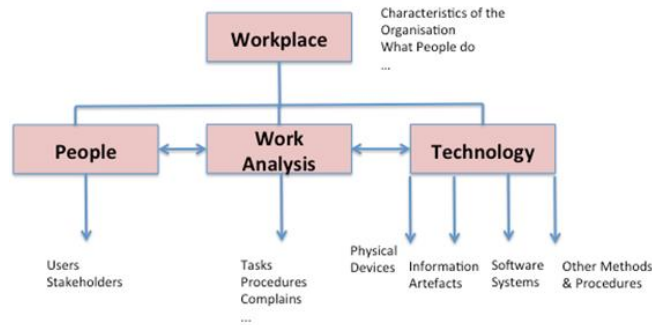 Workplace
Characteristics of the
Organisation
What People do
...
People
Work
Analysis
Technology
Users
Stakeholders
Tasks
Procedures
Complains
...
Physical
Devices
Information
Artefacts
Software
Systems
Other Methods
& Procedures